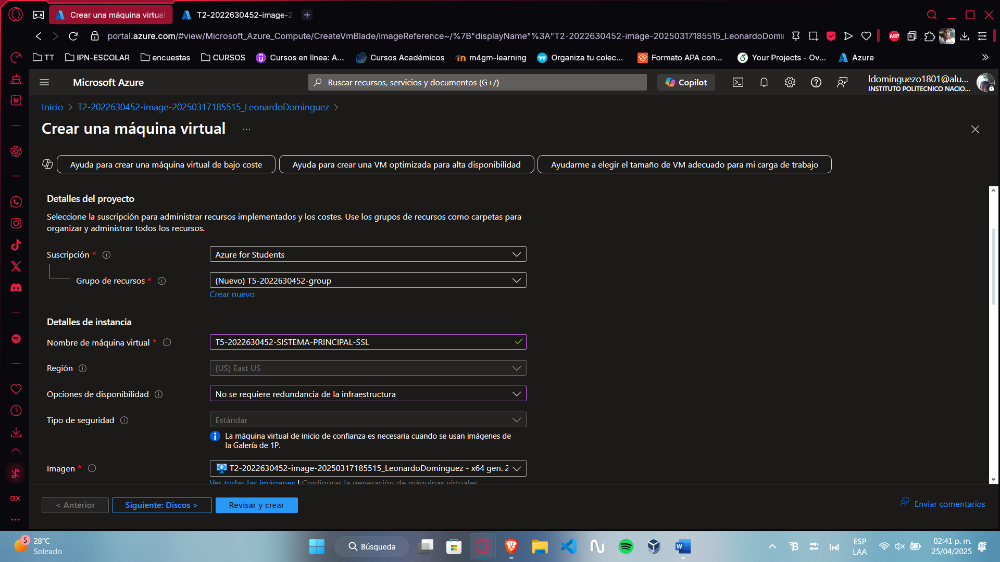 Crear una máquina virtual
T2-2022630452-image-2
portal.azure.com/#view/Microsoft_Azure_Compute/CreateVmBlade/imageReference~/%7B"displayName"%3A"T2-2022630452-image-20250317185515_LeonardoDomi
ABP
TT
IPN-ESCOLAR
encuestas
CURSOS
Cursos en línea: A...
Cursos Académicos
m4gm-learning
Organiza tu colec...
Formato APA con...
Your Projects - Ov...
Azure
Microsoft Azure
Buscar recursos, servicios y documentos (G+/)
Copilot
ldominguezo1801@alu...
INSTITUTO POLITECNICO NACIO...
Inicio > T2-2022630452-image-20250317185515_LeonardoDominguez >
Crear una máquina virtual ...
Ayuda para crear una máquina virtual de bajo coste
Ayuda para crear una VM optimizada para alta disponibilidad
Ayudarme a elegir el tamaño de VM adecuado para mi carga de trabajo
Detalles del proyecto
Seleccione la suscripción para administrar recursos implementados y los costes. Use los grupos de recursos como carpetas para
organizar y administrar todos los recursos.
Suscripción *
Azure for Students
Grupo de recursos *
(Nuevo) T5-2022630452-group
Crear nuevo
Detalles de instancia
Nombre de máquina virtual *
T5-2022630452-SISTEMA-PRINCIPAL-SSL
Región
(US) East US
Opciones de disponibilidad
No se requiere redundancia de la infraestructura
Tipo de seguridad
Estándar
La máquina virtual de inicio de confianza es necesaria cuando se usan imágenes de
la Galería de 1P.
Imagen *
T2-2022630452-image-20250317185515_LeonardoDominguez - x64 gen. 2
Ver todas las imágenes | Configurar la generación de máquinas virtuales
< Anterior
Siguiente: Discos >
Revisar y crear
Enviar comentarios
GX
5
28°C
Soleado
Búsqueda
ESP
LAA
02:41 p. m.
25/04/2025